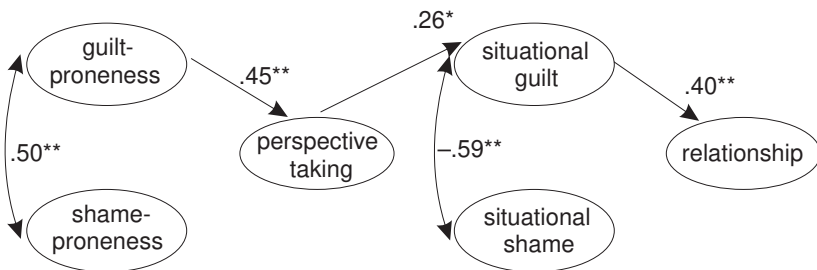 guilt-
proneness
.45**
.26*
situational
guilt
.40**
.50**
perspective
taking
–.59**
relationship
shame-
proneness
situational
shame